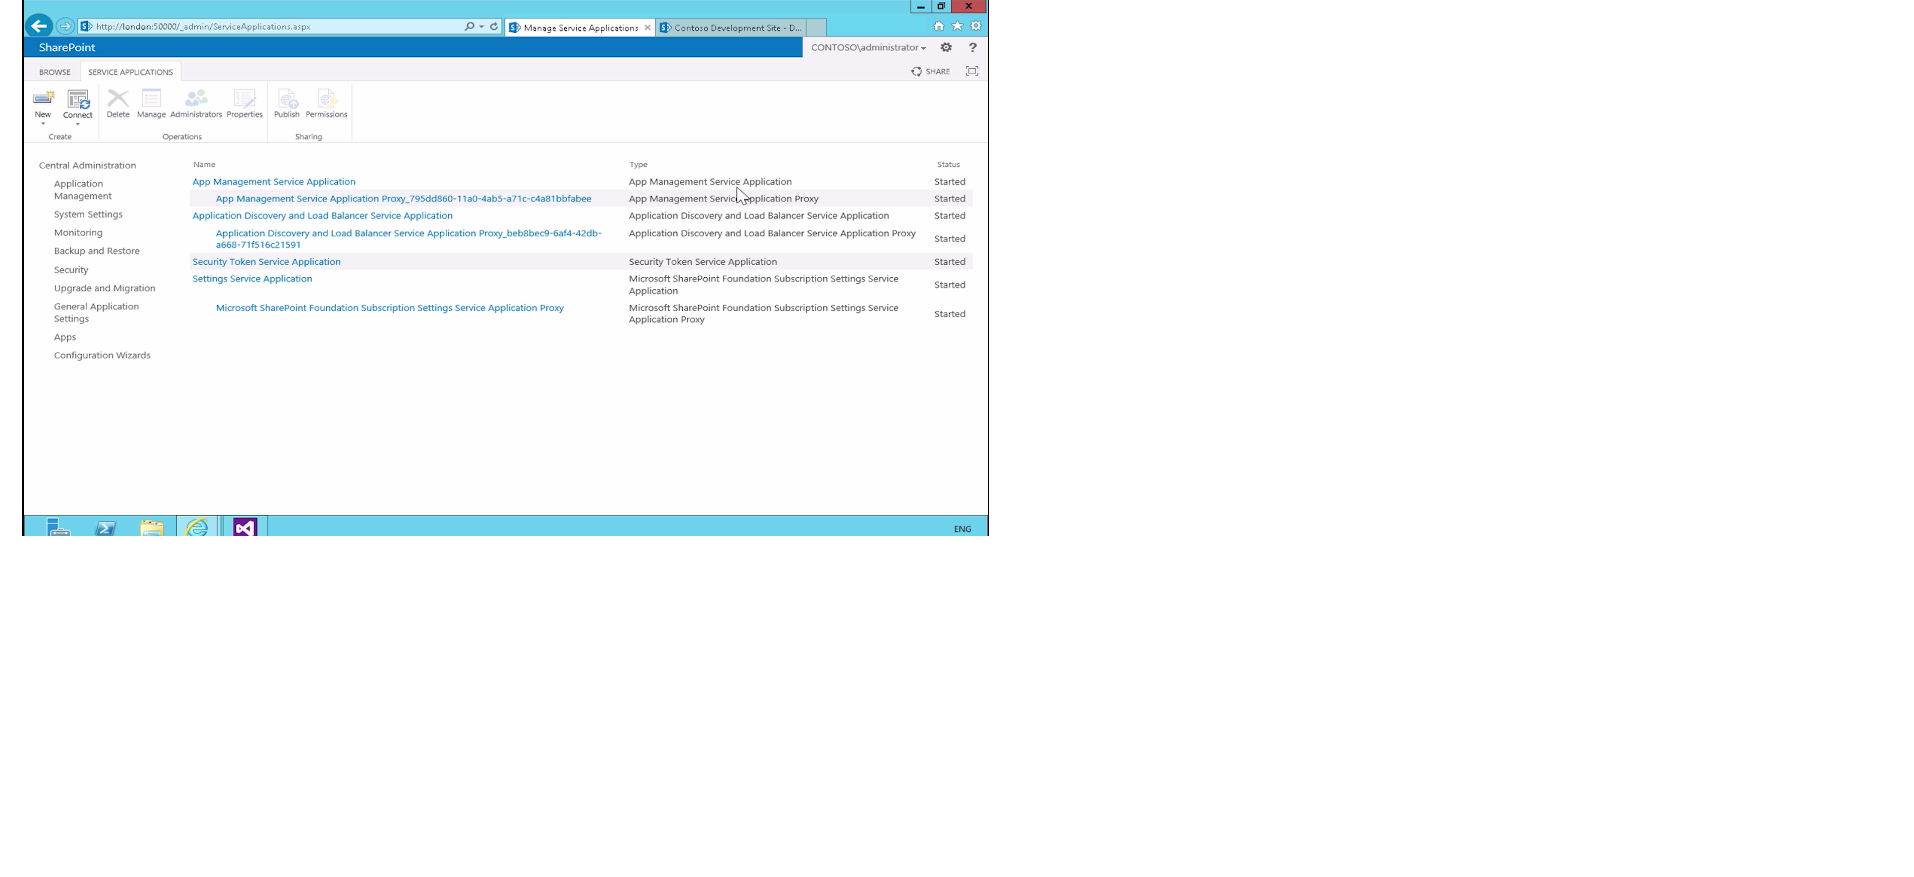 http://london:50000/_admin/ServiceApplications.aspx
Manage Service Applications
Contoso Development Site - D...
SharePoint
CONTOSO\administrator
?
BROWSE
SERVICE APPLICATIONS
SHARE
New
Connect
Delete
Manage
Administrators
Properties
Publish
Permissions
Create
Operations
Sharing
Central Administration
Application
Management
System Settings
Monitoring
Backup and Restore
Security
Upgrade and Migration
General Application
Settings
Apps
Configuration Wizards
Name Type Status
App Management Service Application App Management Service Application Started
App Management Service Application Proxy_795dd860-11a0-4ab5-a71c-c4a81bbfabee App Management Service Application Proxy Started
Application Discovery and Load Balancer Service Application Application Discovery and Load Balancer Service Application Started
Application Discovery and Load Balancer Service Application Proxy_beb8bec9-6af4-42db- Application Discovery and Load Balancer Service Application Proxy
a668-71f516c21591 Started
Security Token Service Application Security Token Service Application Started
Settings Service Application Microsoft SharePoint Foundation Subscription Settings Service
Application Started
Microsoft SharePoint Foundation Subscription Settings Service Application Proxy Microsoft SharePoint Foundation Subscription Settings Service
Application Proxy Started
ENG